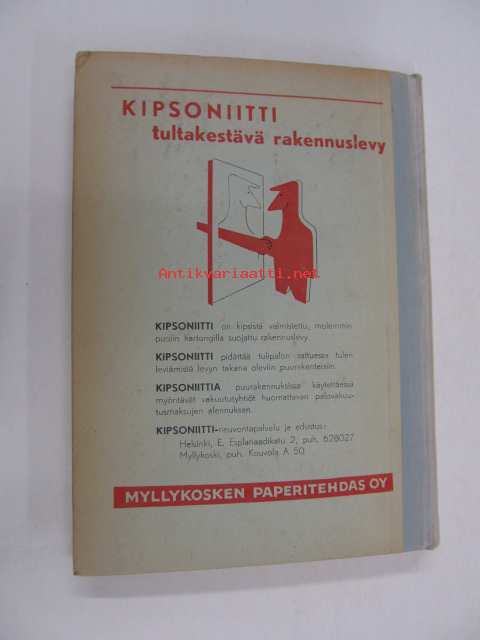 KIPSONIITTI
tultakestävä rakennuslevy
Antikvariaatti.net
KIPSONIITTI on kipsistä valmistettu, molemmin
puolin kartongilla suojattu rakennuslevy.
KIPSONIITTI pidättää tulipalon sattuessa tulen
leviämistä levyn takana oleviin puurakenteisiin.
KIPSONIITTIA puurakennuksissa käytettäessä
myöntävät vakuutusyhtiöt huomattavan palovakuu-
tusmaksujen alennuksen.
KIPSONIITTI-neuvontapalvelu ja edustus:
Helsinki, E. Esplanaadikatu 2, puh. 628027
Myllykoski, puh. Kouvola A 50
MYLLYKOSKEN PAPERITEHDAS OY